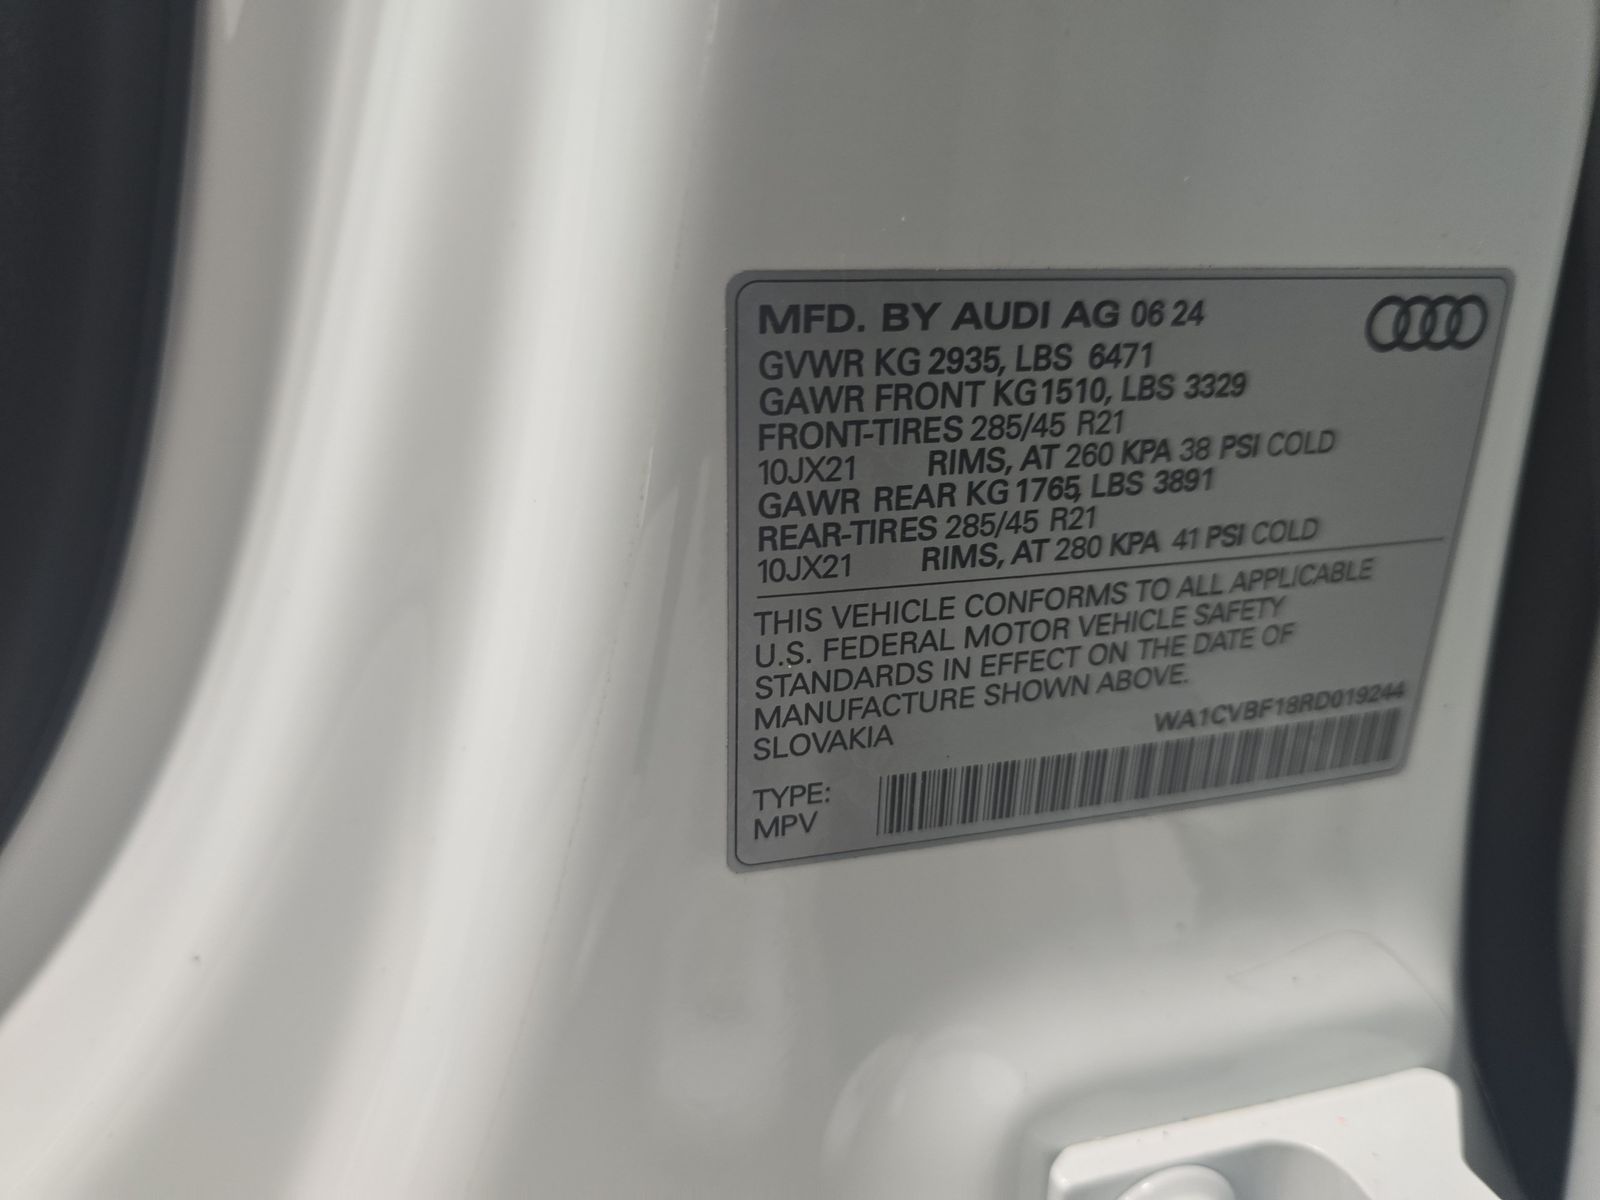 MFD. BY AUDI AG 06 24
GVWR KG 2935, LBS 6471
GAWR FRONT KG 1510, LBS 3329
FRONT-TIRES 285/45 R21
10JX21 RIMS, AT 260 KPA 38 PSI COLD
GAWR REAR KG 1765, LBS 3891
REAR-TIRES 285/45 R21
10JX21 RIMS, AT 280 KPA 41 PSI COLD
THIS VEHICLE CONFORMS TO ALL APPLICABLE
U.S. FEDERAL MOTOR VEHICLE SAFETY
STANDARDS IN EFFECT ON THE DATE OF
MANUFACTURE SHOWN ABOVE.
SLOVAKIA WA1CVBF18RD019244
TYPE:
MPV